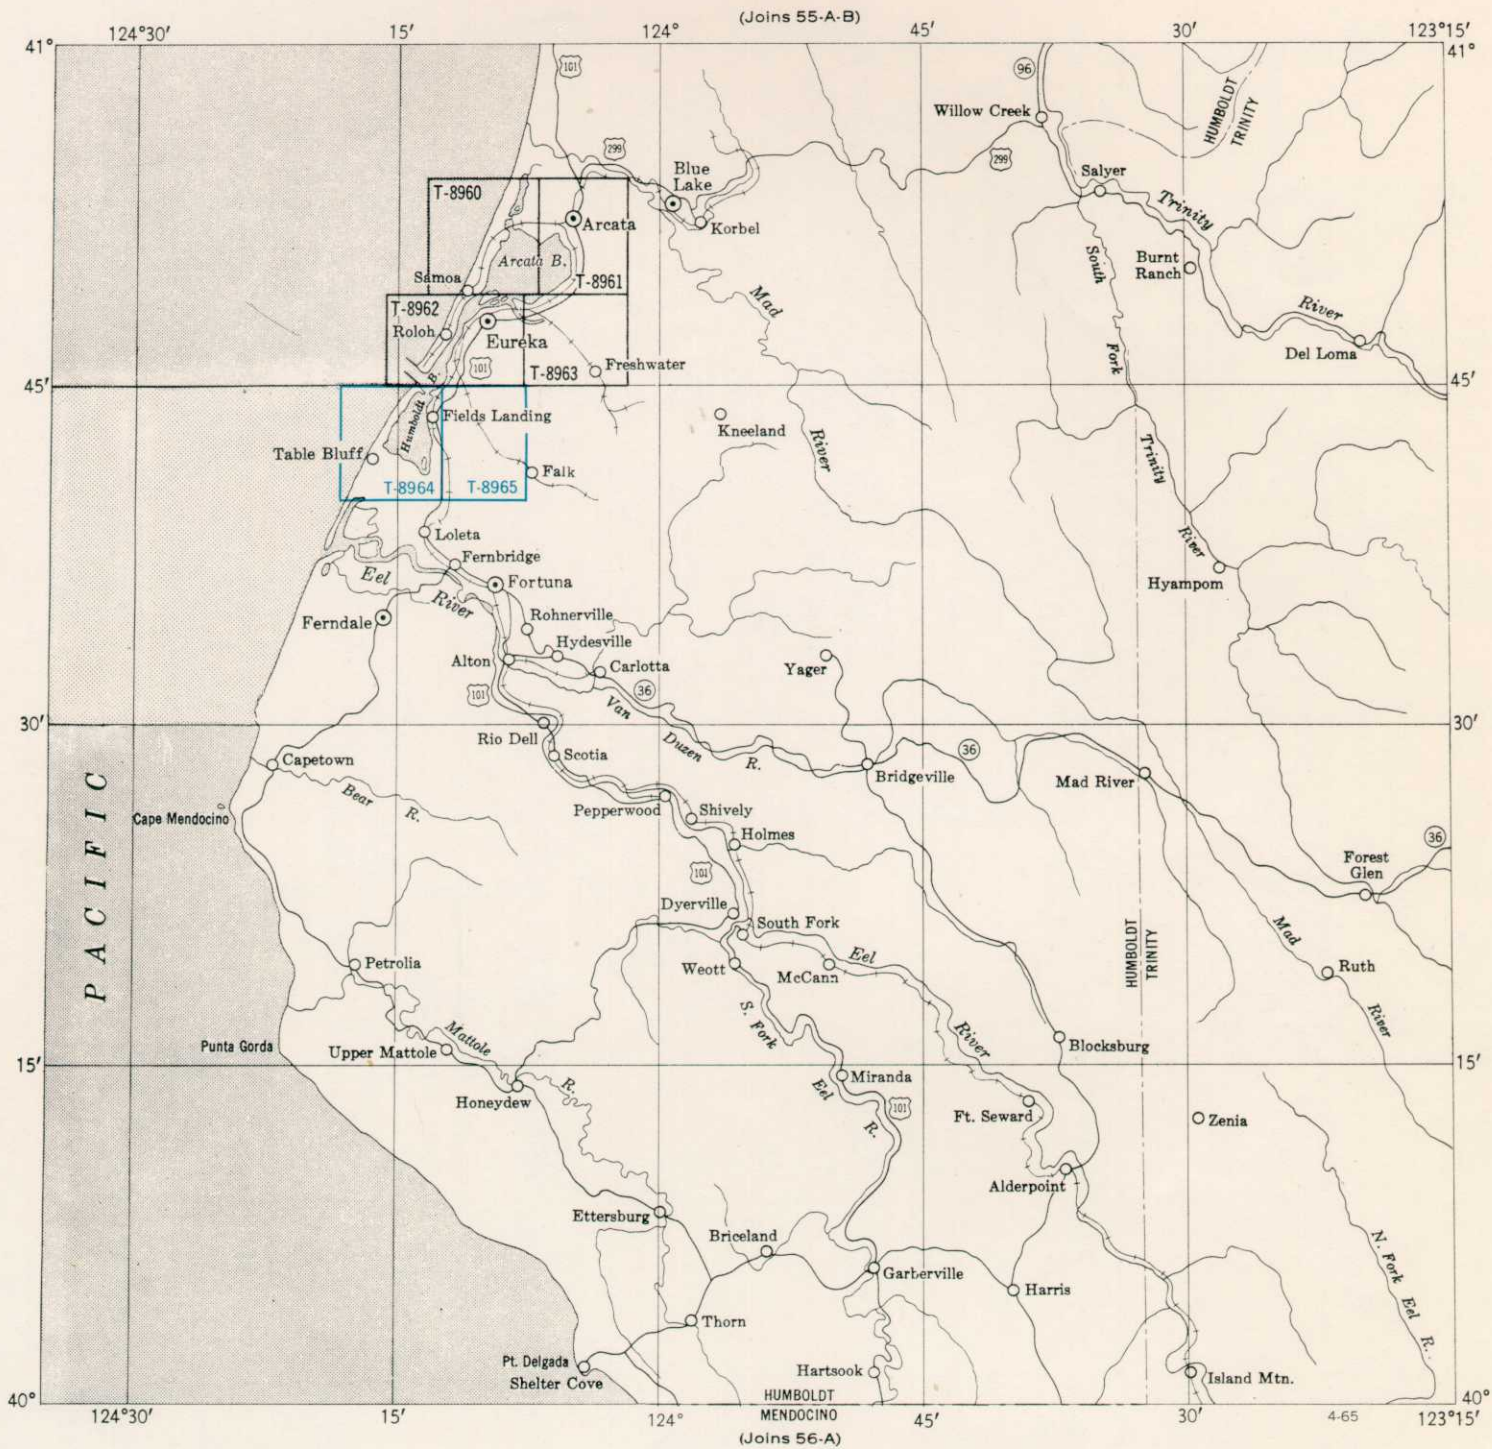 (Joins 55-A-B)
124°30′ 15′ 124° 45′ 30′ 123°15′
41° 41°
101
96
Willow Creek
HUMBOLDT
TRINITY
299
299
Blue
Lake
T-8960
Salyer
Trinity
Arcata
Korbel
Arcata B.
Burnt
Ranch
South
Samoa
T-8961
T-8962
Mad
River
Roloh
Eureka
Del Loma
Fork
101
T-8963
Freshwater
45′ 45′
B.
Humboldt
Fields Landing
Kneeland
River
Table Bluff
Falk
Trinity
T-8964
T-8965
Loleta
River
Fernbridge
Eel
Fortuna
Hyampom
River
Rohnerville
Ferndale
Hydesville
Alton
Carlotta
Yager
101
36
Van
30′ 30′
Rio Dell
Duzen
R.
36
Scotia
Capetown
Bridgeville
Mad River
Bear
R.
Pepperwood
Shively
Cape Mendocino
Holmes
36
Forest
Glen
101
Dyerville
South Fork
Mad
PACIFIC
Eel
HUMBOLDT
TRINITY
Petrolia
Weott
McCann
Ruth
S. Fork
River
River
Mattole
Punta Gorda
Upper Mattole
Blocksburg
15′ 15′
R.
Miranda
Honeydew
Eel
R.
101
Ft. Seward
Zenia
Alderpoint
Ettersburg
Briceland
N. Fork
Garberville
Harris
Eel
R.
Thorn
Pt. Delgada
Shelter Cove
Hartsook
Island Mtn.
40° 40°
HUMBOLDT
MENDOCINO
124°30′ 15′ 124° 45′ 30′ 4-65 123°15′
(Joins 56-A)